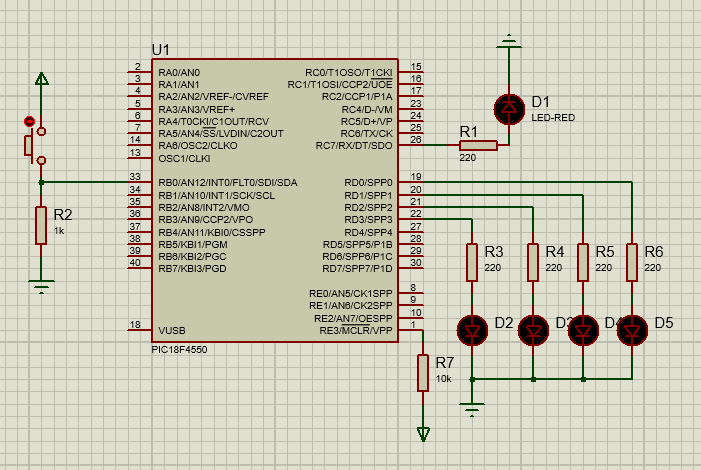 U1
2 RA0/AN0 RC0/T1OSO/T1CKI 15
3 RA1/AN1 RC1/T1OSI/CCP2/UOE 16
4 RA2/AN2/VREF-/CVREF RC2/CCP1/P1A 17
5 RA3/AN3/VREF+ RC4/D-/VM 23
6 RA4/T0CKI/C1OUT/RCV RC5/D+/VP 24
7 RA5/AN4/SS/LVDIN/C2OUT RC6/TX/CK 25
14 RA6/OSC2/CLKO RC7/RX/DT/SDO 26
13 OSC1/CLKI
D1
LED-RED
R1
220
33 RB0/AN12/INT0/FLT0/SDI/SDA RD0/SPP0 19
34 RB1/AN10/INT1/SCK/SCL RD1/SPP1 20
35 RB2/AN8/INT2/VMO RD2/SPP2 21
36 RB3/AN9/CCP2/VPO RD3/SPP3 22
37 RB4/AN11/KBI0/CSSPP RD4/SPP4 27
38 RB5/KBI1/PGM RD5/SPP5/P1B 28
39 RB6/KBI2/PGC RD6/SPP6/P1C 29
40 RB7/KBI3/PGD RD7/SPP7/P1D 30
R2
1k
R3 R4 R5 R6
220 220 220 220
RE0/AN5/CK1SPP 8
RE1/AN6/CK2SPP 9
RE2/AN7/OESPP 10
18 VUSB RE3/MCLR/VPP 1
D2 D3 D4 D5
PIC18F4550
R7
10k